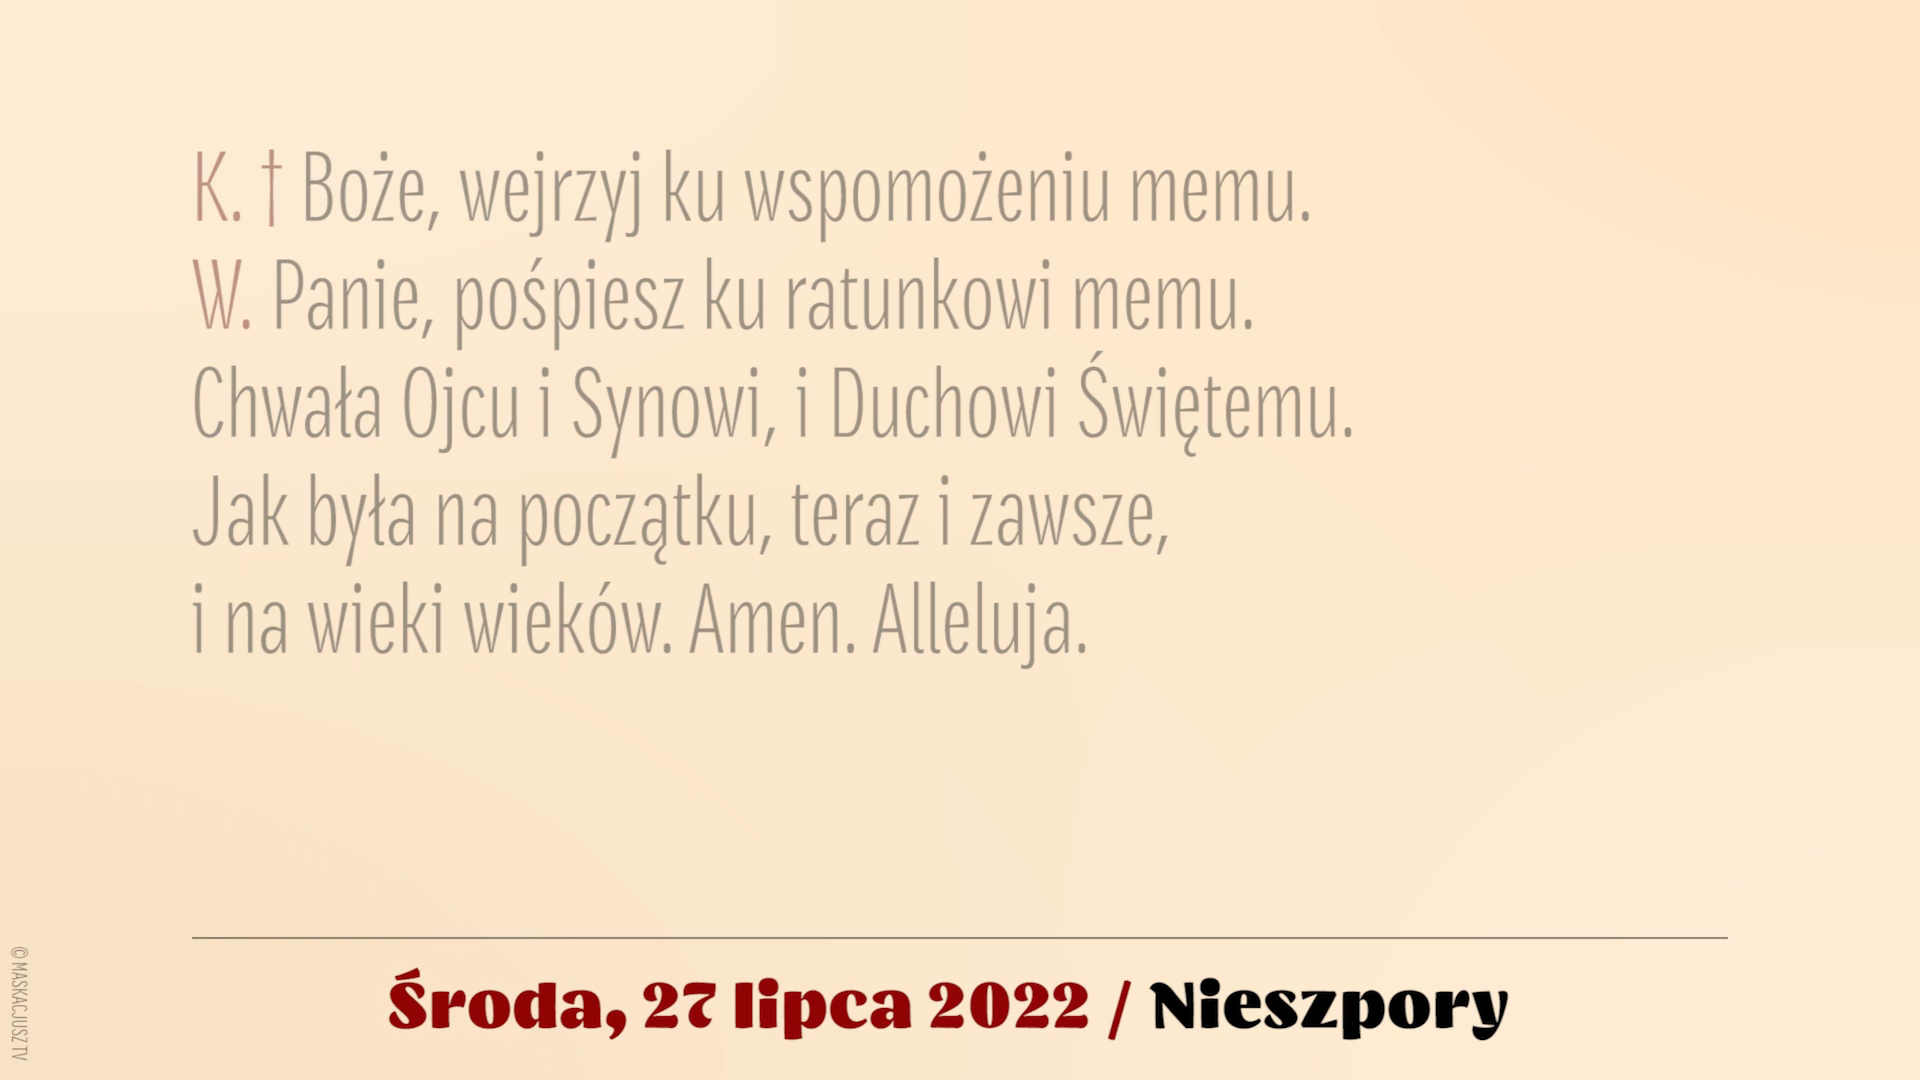 K. † Boże, wejrzyj ku wspomożeniu memu.
W. Panie, pośpiesz ku ratunkowi memu.
Chwała Ojcu i Synowi, i Duchowi Świętemu.
Jak była na początku, teraz i zawsze,
i na wieki wieków. Amen. Alleluja.
Środa, 27 lipca 2022 / Nieszpory
© MASKACJUSZ TV